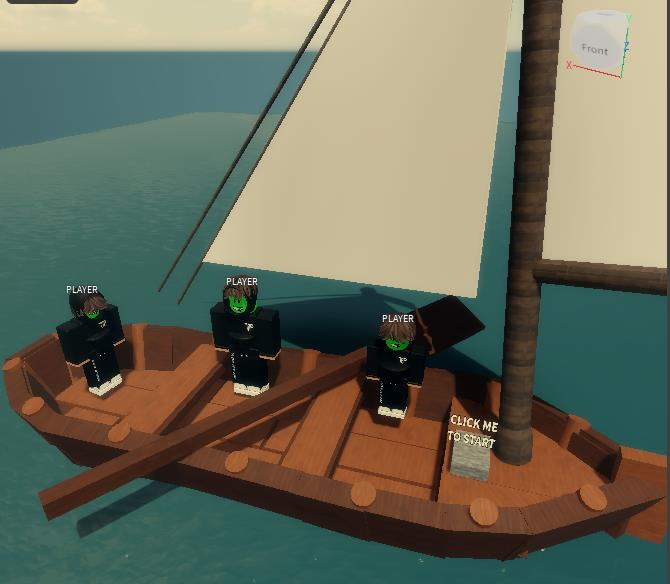 Front
Y
Z
X
PLAYER
PLAYER
PLAYER
CLICK ME
TO START